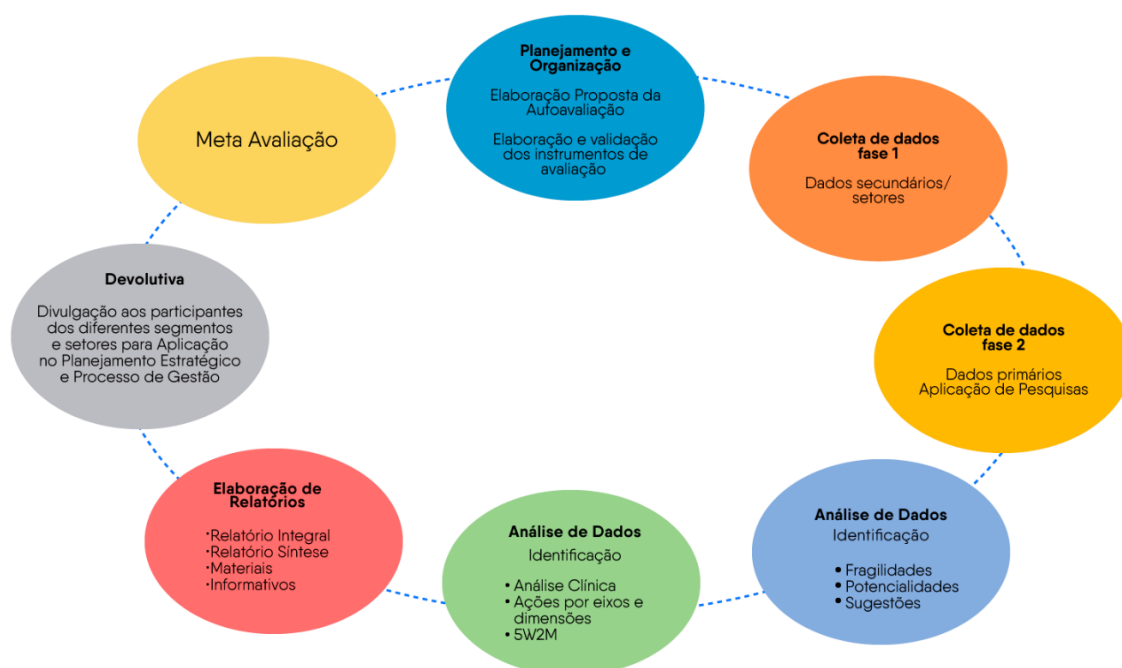 Planejamento e
Organização
Elaboração Proposta da
Autoavaliação
Elaboração e validação
dos instrumentos de
avaliação
Coleta de dados
fase 1
Dados secundários/
setores
Coleta de dados
fase 2
Dados primários
Aplicação de Pesquisas
Análise de Dados
Identificação
• Fragilidades
• Potencialidades
• Sugestões
Análise de Dados
Identificação
• Análise Clínica
• Ações por eixos e
dimensões
• 5W2M
Elaboração de
Relatórios
·Relatório Integral
·Relatório Síntese
·Materiais
·Informativos
Devolutiva
Divulgação aos participantes
dos diferentes segmentos
e setores para Aplicação
no Planejamento Estratégico
e Processo de Gestão
Meta Avaliação